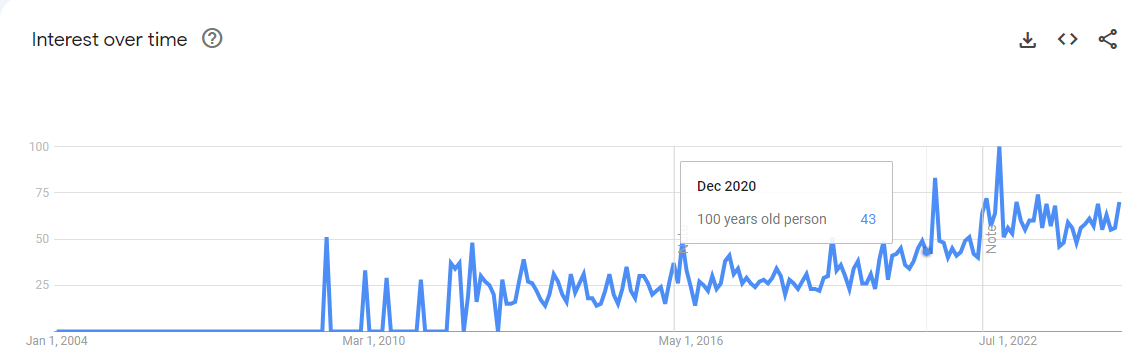 Interest over time
100
75
50
25
Dec 2020
100 years old person 43
Note
Jan 1, 2004
Mar 1, 2010
May 1, 2016
Jul 1, 2022